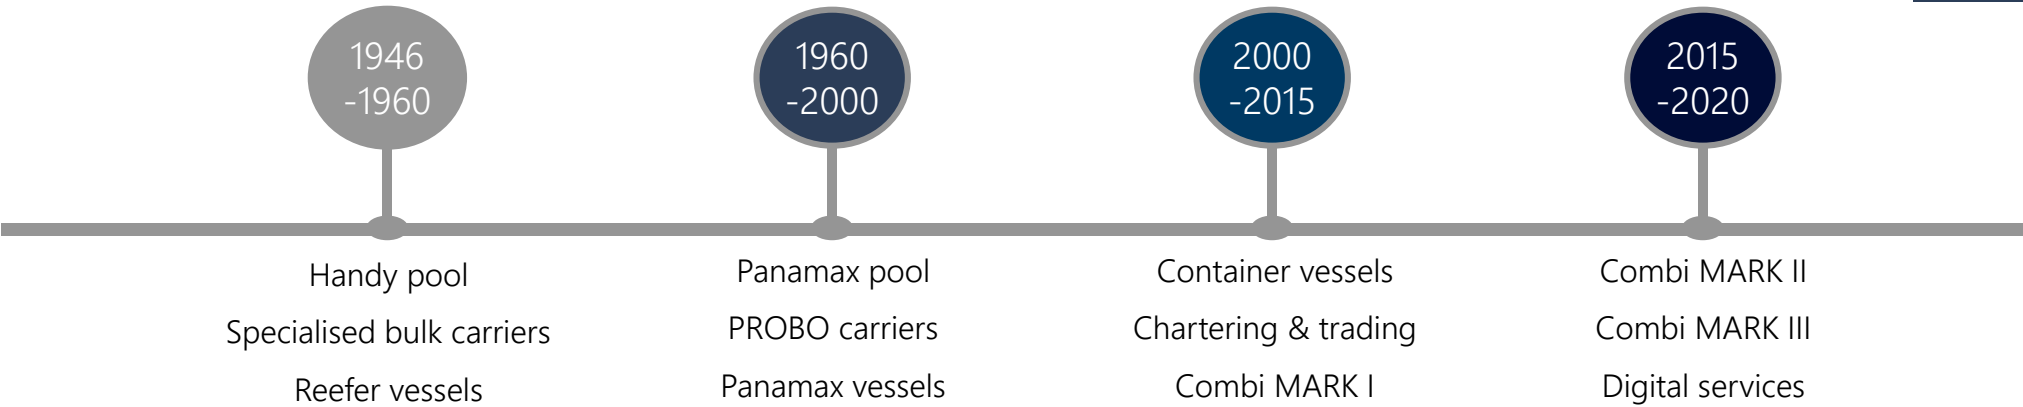 1946
-1960
1960
-2000
2000
-2015
2015
-2020
Handy pool
Specialised bulk carriers
Reefer vessels
Panamax pool
PROBO carriers
Panamax vessels
Container vessels
Chartering & trading
Combi MARK I
Combi MARK II
Combi MARK III
Digital services